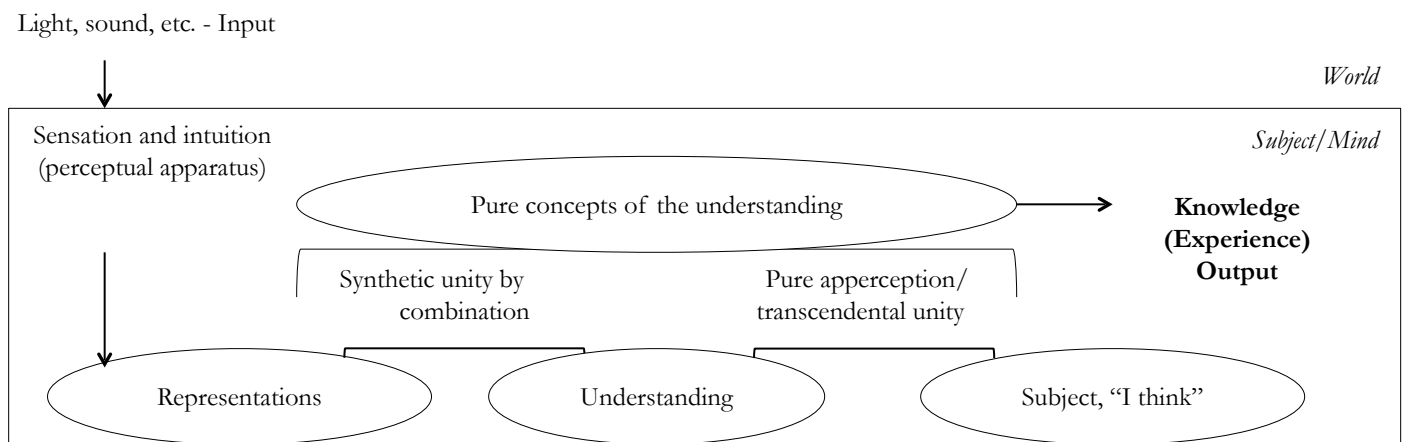 Light, sound, etc. - Input
World
Sensation and intuition
(perceptual apparatus)
Subject/Mind
Pure concepts of the understanding
Knowledge
(Experience)
Output
Synthetic unity by
combination
Pure apperception/
transcendental unity
Representations
Understanding
Subject, “I think”